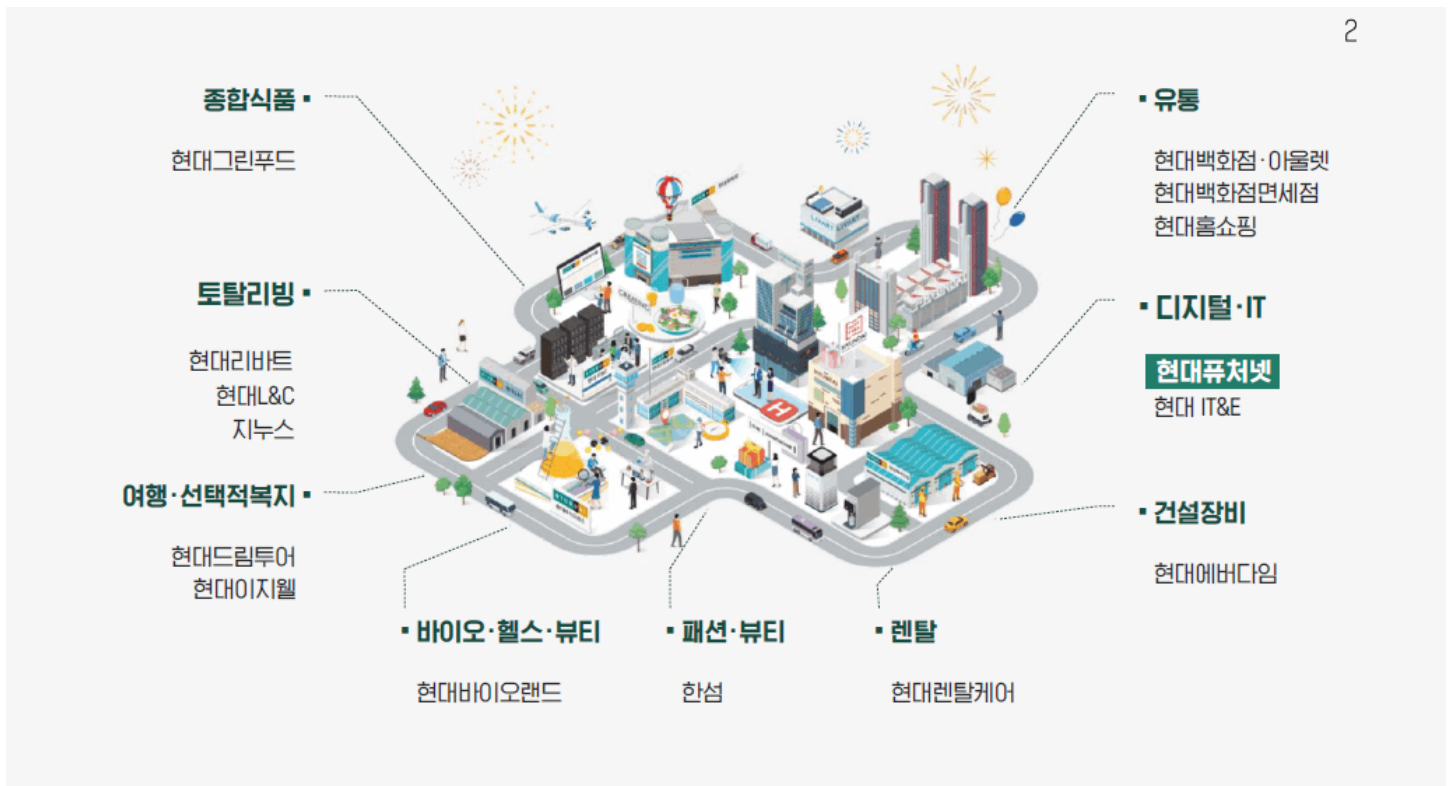 2
종합식품
현대그린푸드
토탈리빙
현대리바트
현대L&C
지누스
여행·선택적복지
현대드림투어
현대이지웰
바이오·헬스·뷰티
현대바이오랜드
패션·뷰티
한섬
렌탈
현대렌탈케어
유통
현대백화점·아울렛
현대백화점면세점
현대홈쇼핑
디지털·IT
현대퓨처넷
현대 IT&E
건설장비
현대에버다임
H